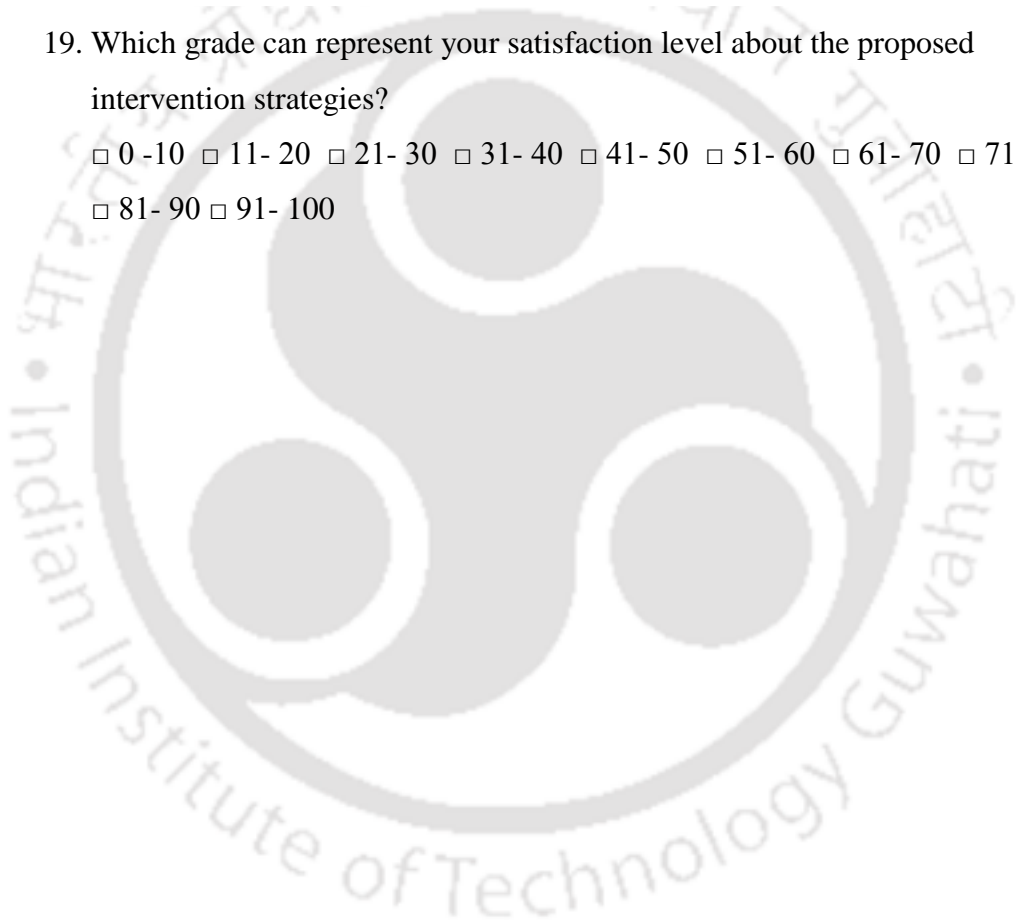 19. Which grade can represent your satisfaction level about the proposed
intervention strategies?
□ 0 -10 □ 11- 20 □ 21- 30 □ 31- 40 □ 41- 50 □ 51- 60 □ 61- 70 □ 71
□ 81- 90 □ 91- 100
Indian Institute of Technology Guwahati